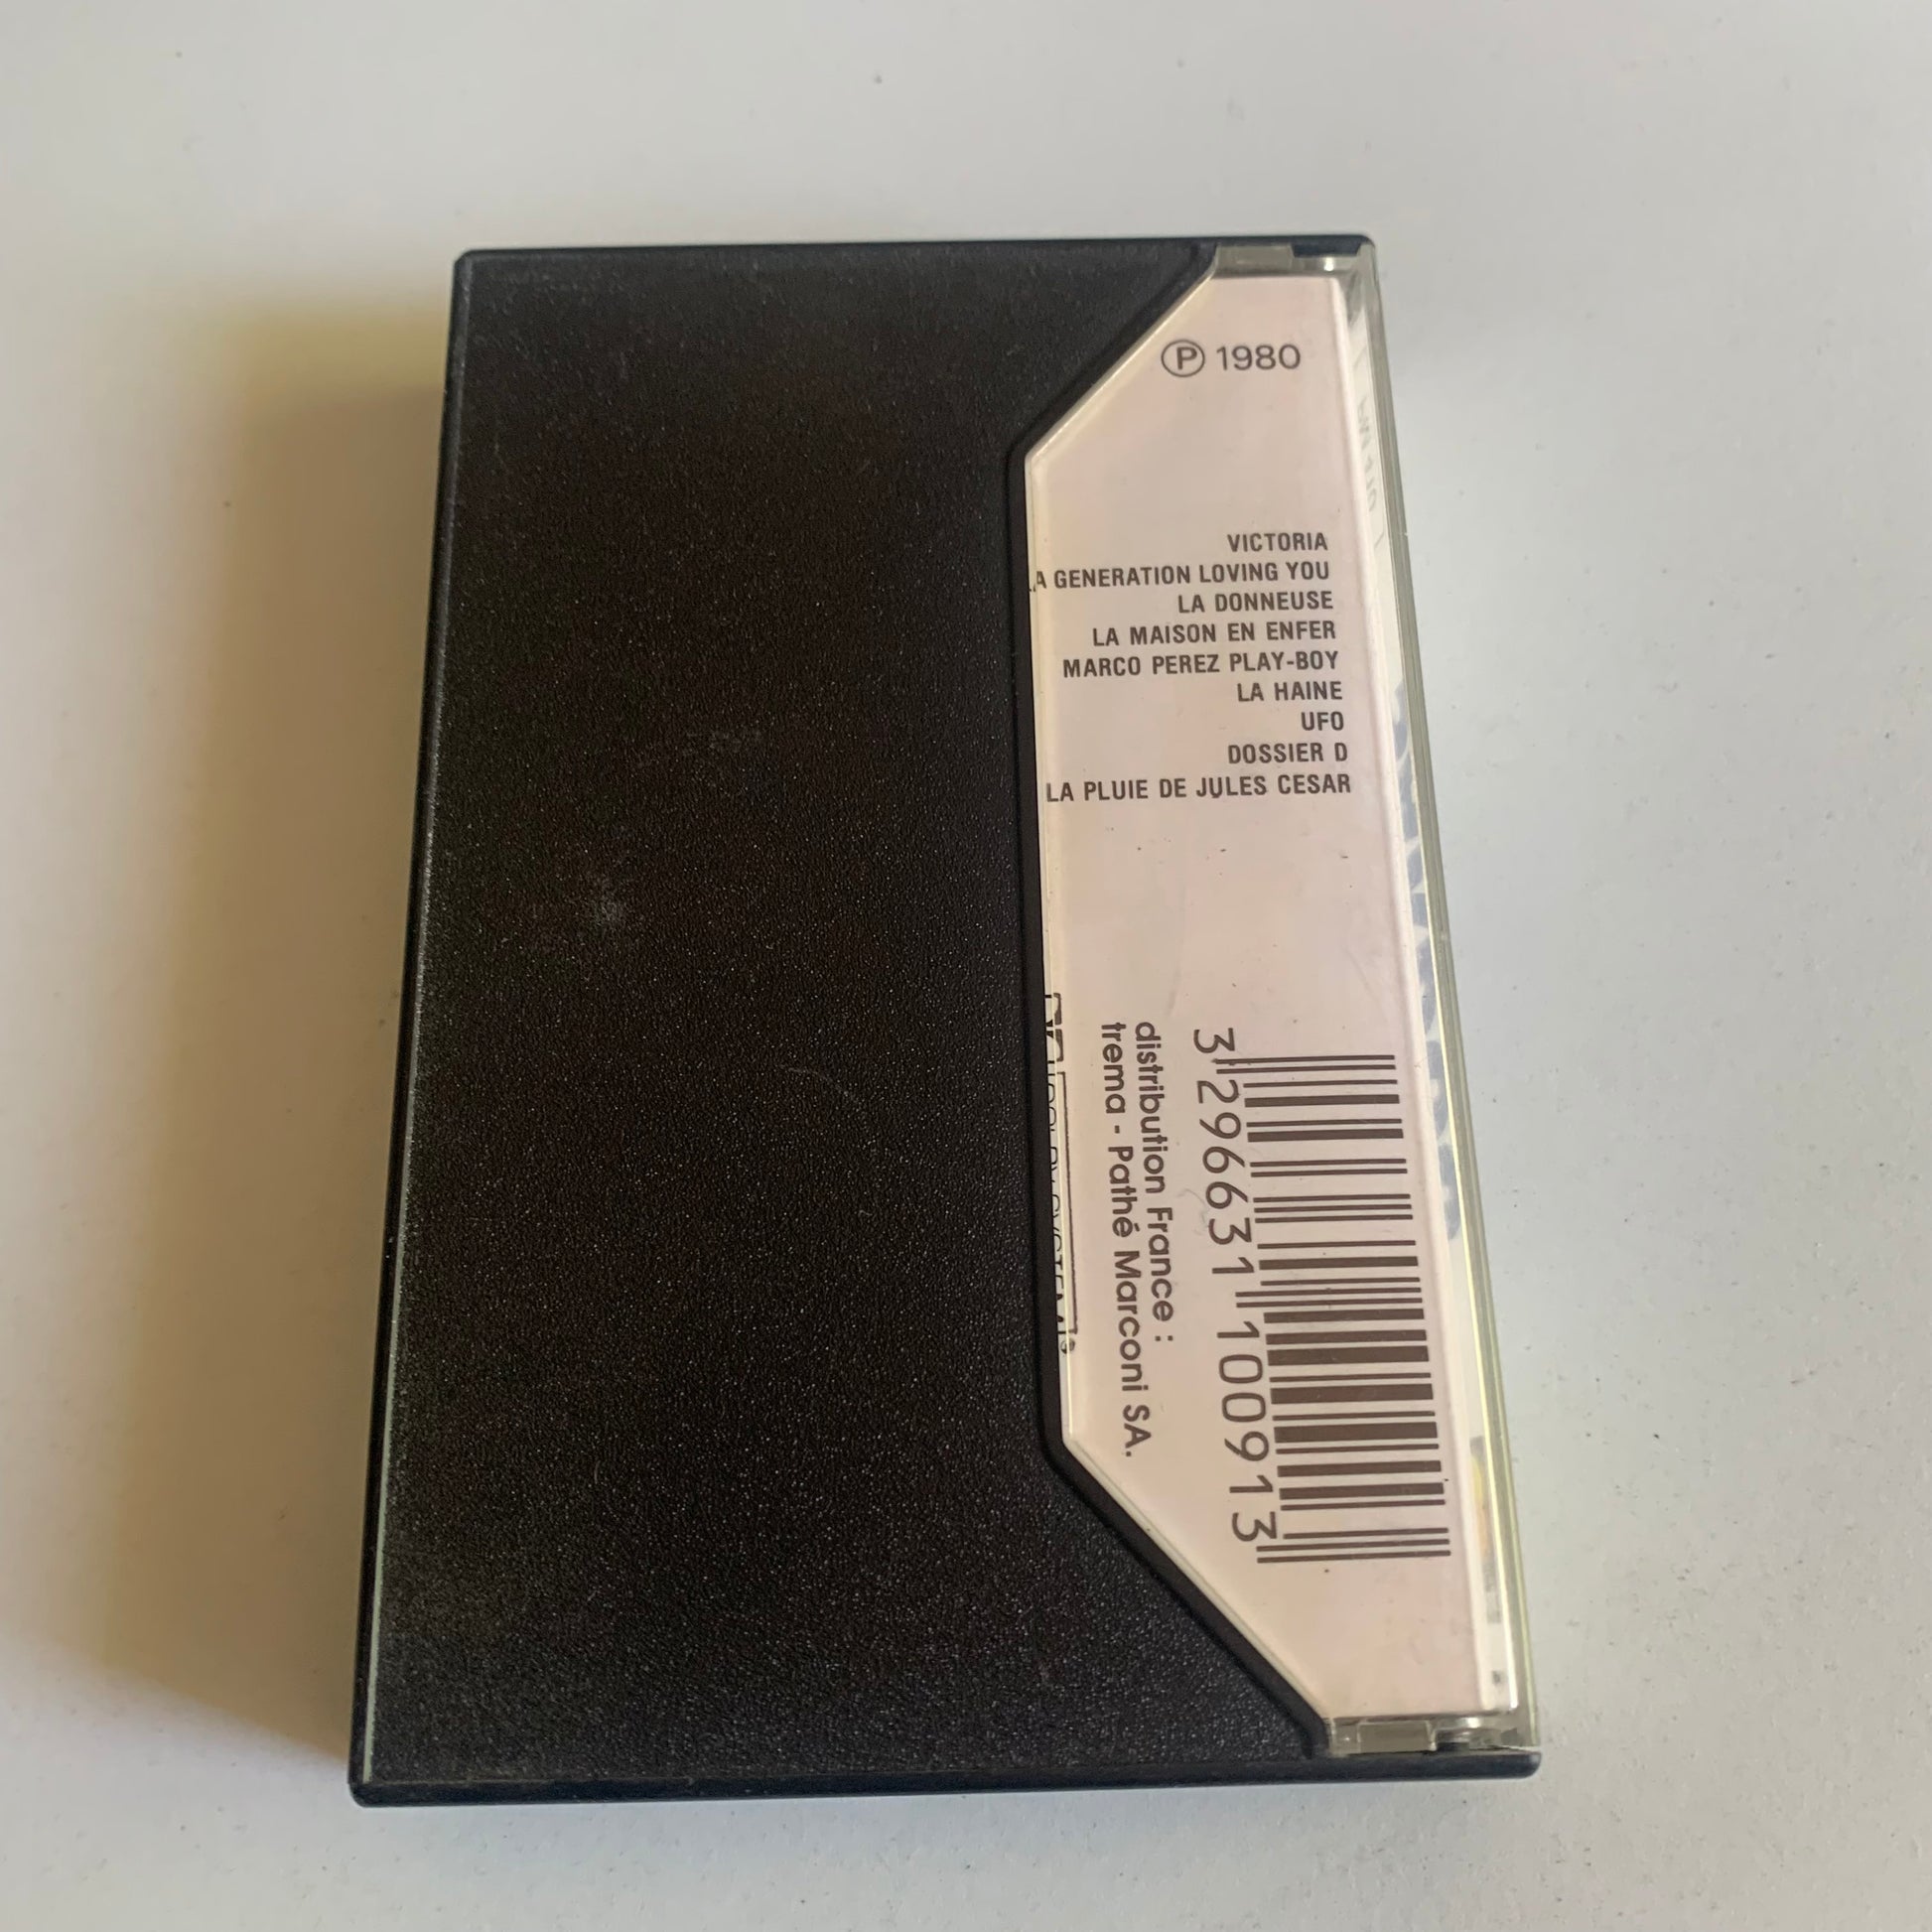 Ⓟ 1980
VICTORIA
LA GENERATION LOVING YOU
LA DONNEUSE
LA MAISON EN ENFER
MARCO PEREZ PLAY-BOY
LA HAINE
UFO
DOSSIER D
LA PLUIE DE JULES CESAR
distribution France :
trema - Pathé Marconi SA.
3 296631 100913